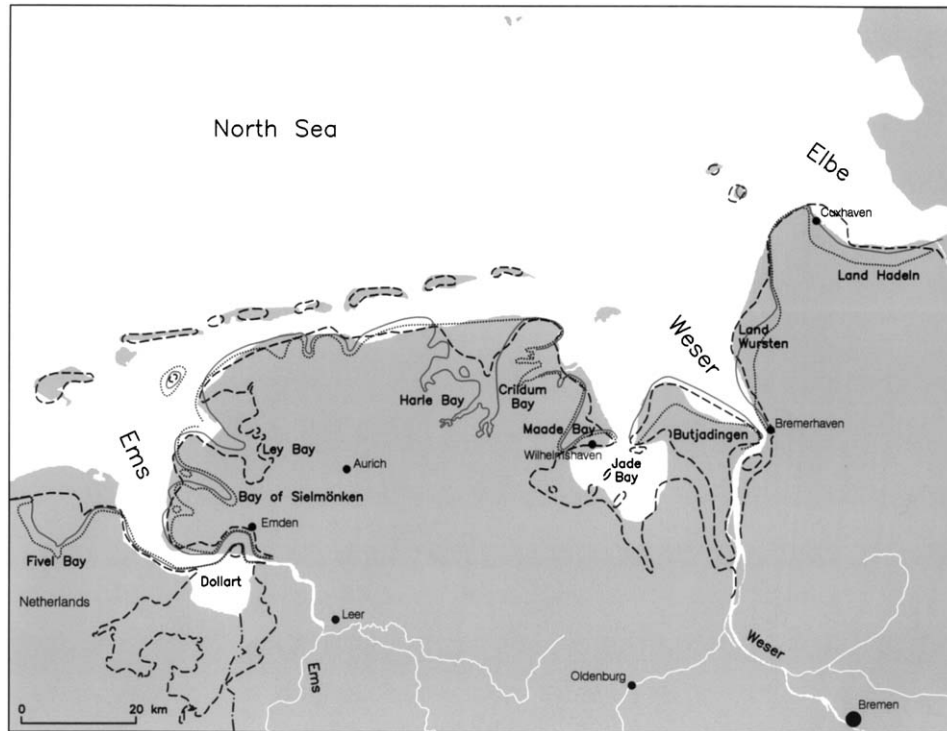 North Sea
Elbe
Cuxhaven
Land Hadeln
Weser
Land
Wursten
Harle Bay
Crildum
Bay
Maade Bay
Wilhelmshaven
Butjadingen
Bremerhaven
Jade
Bay
Ems
Ley Bay
Aurich
Bay of Sielmönken
Emden
Fivel Bay
Dollart
Netherlands
Leer
Ems
Weser
Oldenburg
Bremen
0 20 km